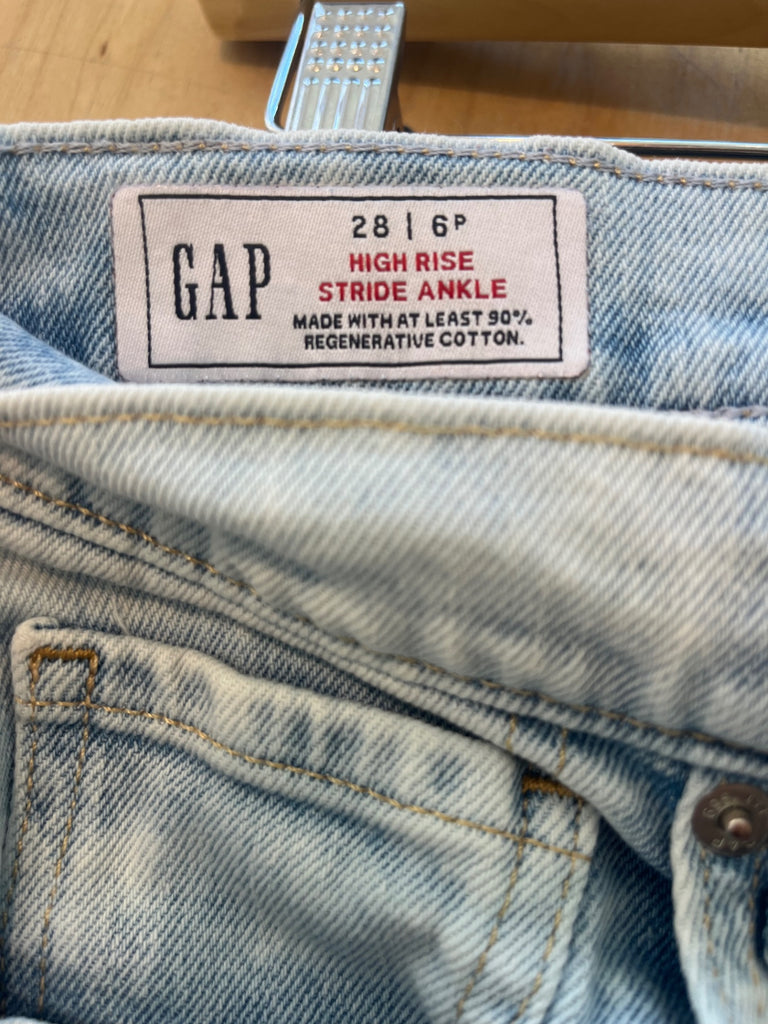 GAP
28 | 6P
HIGH RISE
STRIDE ANKLE
MADE WITH AT LEAST 90%
REGENERATIVE COTTON.